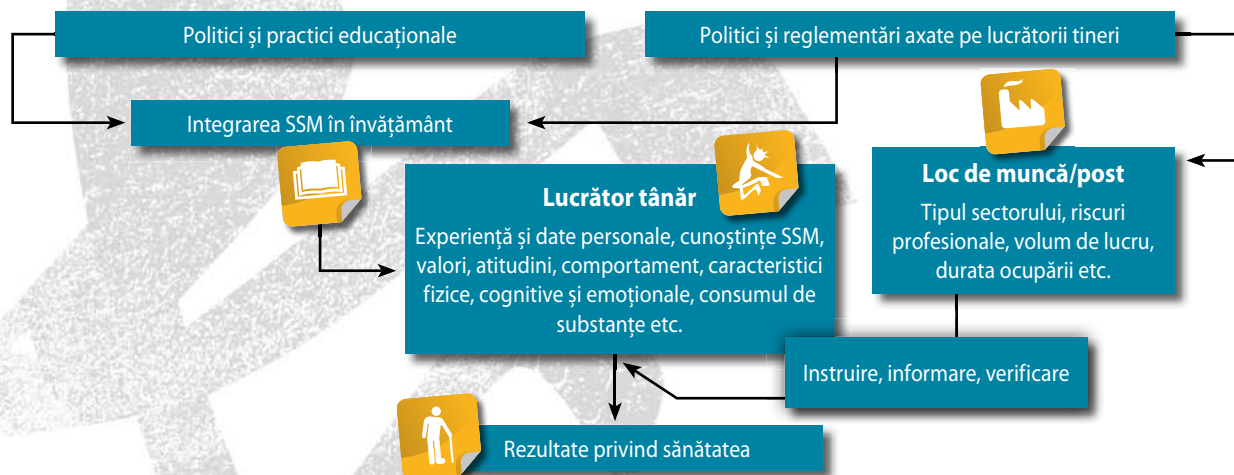 Politici și practici educaționale
Politici și reglementări axate pe lucrătorii tineri
Integrarea SSM în învățământ
Lucrător tânăr
Experiență și date personale, cunoștințe SSM,
valori, atitudini, comportament, caracteristici
fizice, cognitive și emoționale, consumul de
substanțe etc.
Loc de muncă/post
Tipul sectorului, riscuri
profesionale, volum de lucru,
durata ocupării etc.
Instruire, informare, verificare
Rezultate privind sănătatea